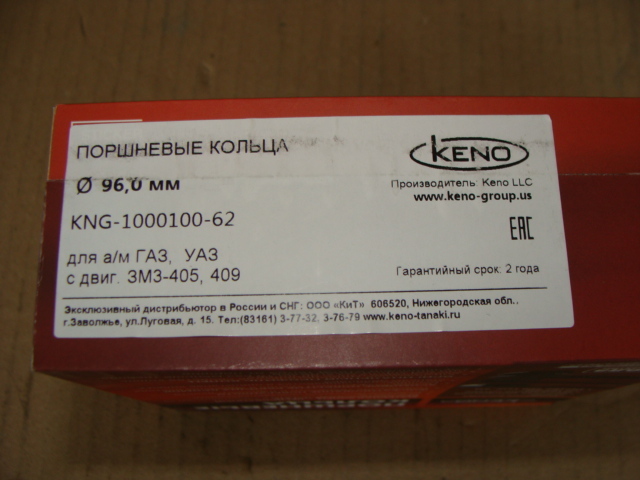 ПОРШНЕВЫЕ КОЛЬЦА
KENO
Ø 96,0 мм
Производитель: Keno LLC
www.keno-group.us
KNG-1000100-62
EAC
для а/м ГАЗ, УАЗ
с двиг. ЗМЗ-405, 409
Гарантийный срок: 2 года
Эксклюзивный дистрибьютор в России и СНГ: ООО «КиТ» 606520, Нижегородская обл..
г.Заволжье, ул.Луговая, д. 15. Тел:(83161) 3-77-32, 3-76-79 www.keno-tanaki.ru